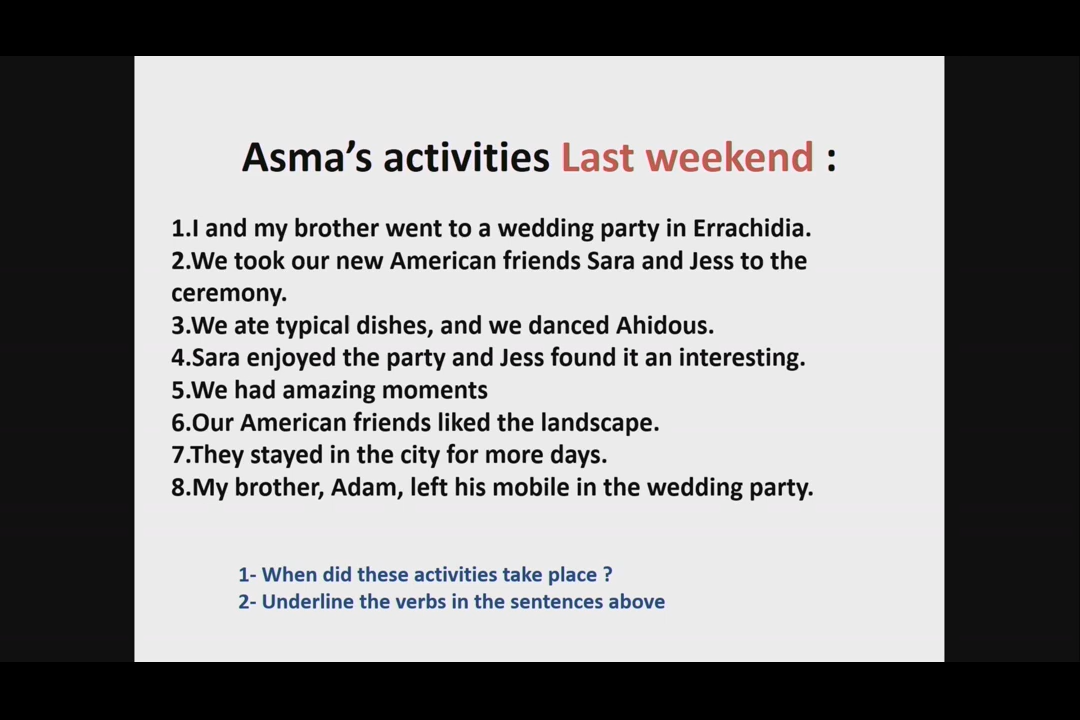 Asma’s activities Last weekend :
1.I and my brother went to a wedding party in Errachidia.
2.We took our new American friends Sara and Jess to the
ceremony.
3.We ate typical dishes, and we danced Ahidous.
4.Sara enjoyed the party and Jess found it an interesting.
5.We had amazing moments
6.Our American friends liked the landscape.
7.They stayed in the city for more days.
8.My brother, Adam, left his mobile in the wedding party.
1- When did these activities take place ?
2- Underline the verbs in the sentences above